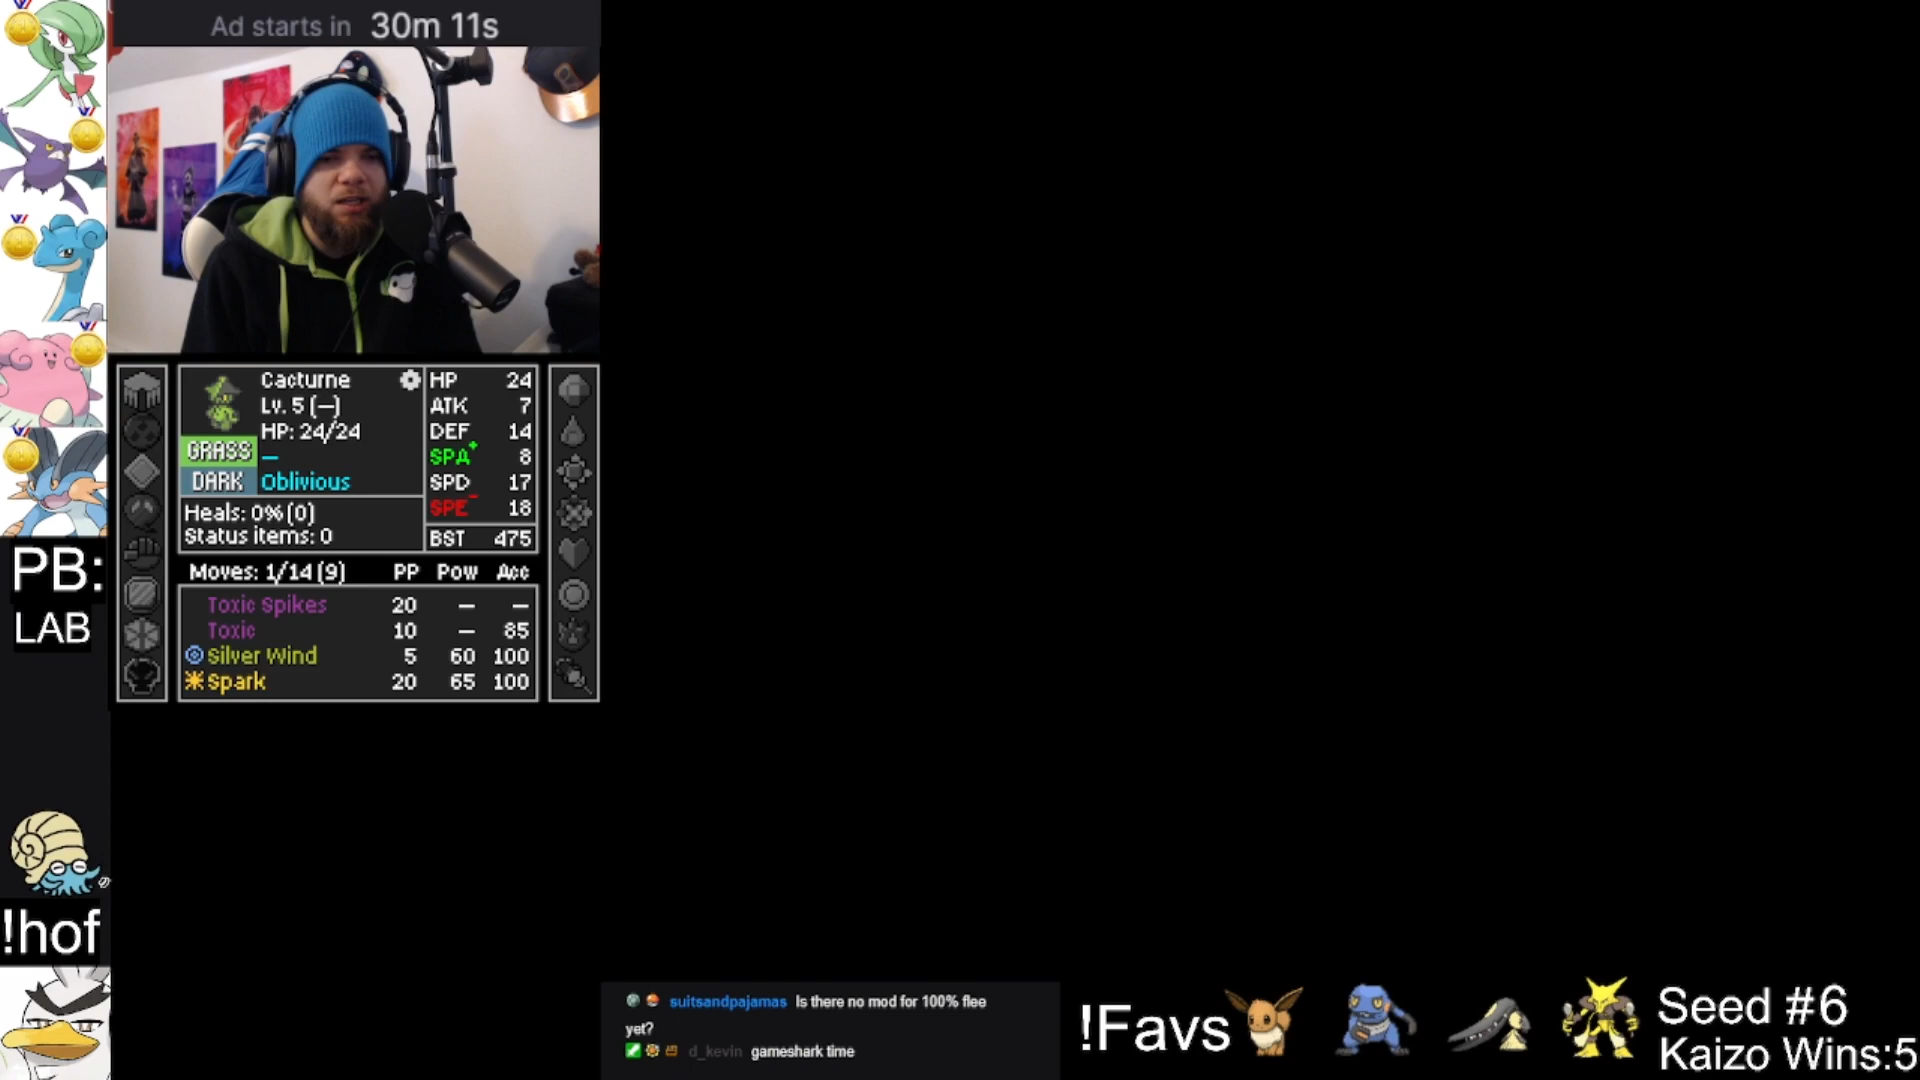 Ad starts in 30m 11s
Cacturne
Lv. 5 (—)
HP: 24/24
GRASS —
DARK Oblivious
Heals: 0% (0)
Status items: 0
HP 24
ATK 7
DEF 14
SPA+ 8
SPD 17
SPE- 18
BST 475
Moves: 1/14 (9) PP Pow Acc
Toxic Spikes 20 — —
Toxic 10 — 85
Silver Wind 5 60 100
Spark 20 65 100
PB:
LAB
!hof
suitsandpajamas Is there no mod for 100% flee
yet?
d_kevin gameshark time
!Favs
Seed #6
Kaizo Wins:5